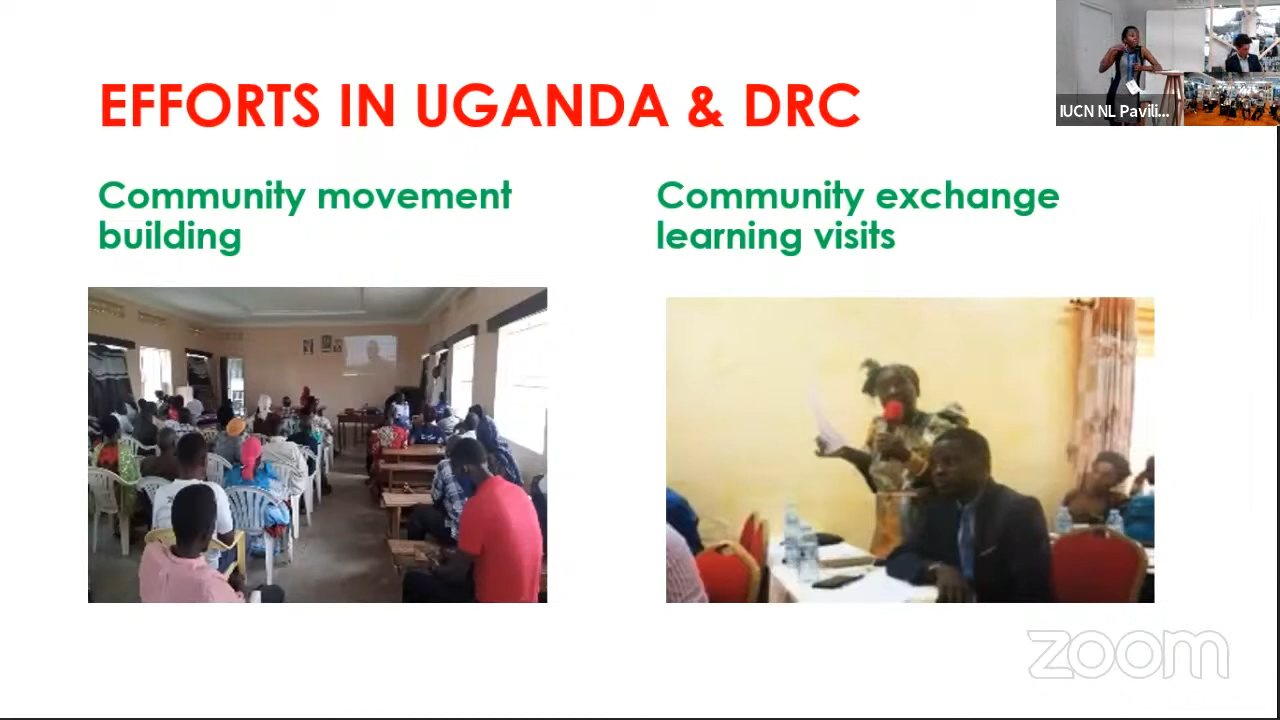 EFFORTS IN UGANDA & DRC
IUCN NL Pavili...
Community movement
building
Community exchange
learning visits
zoom